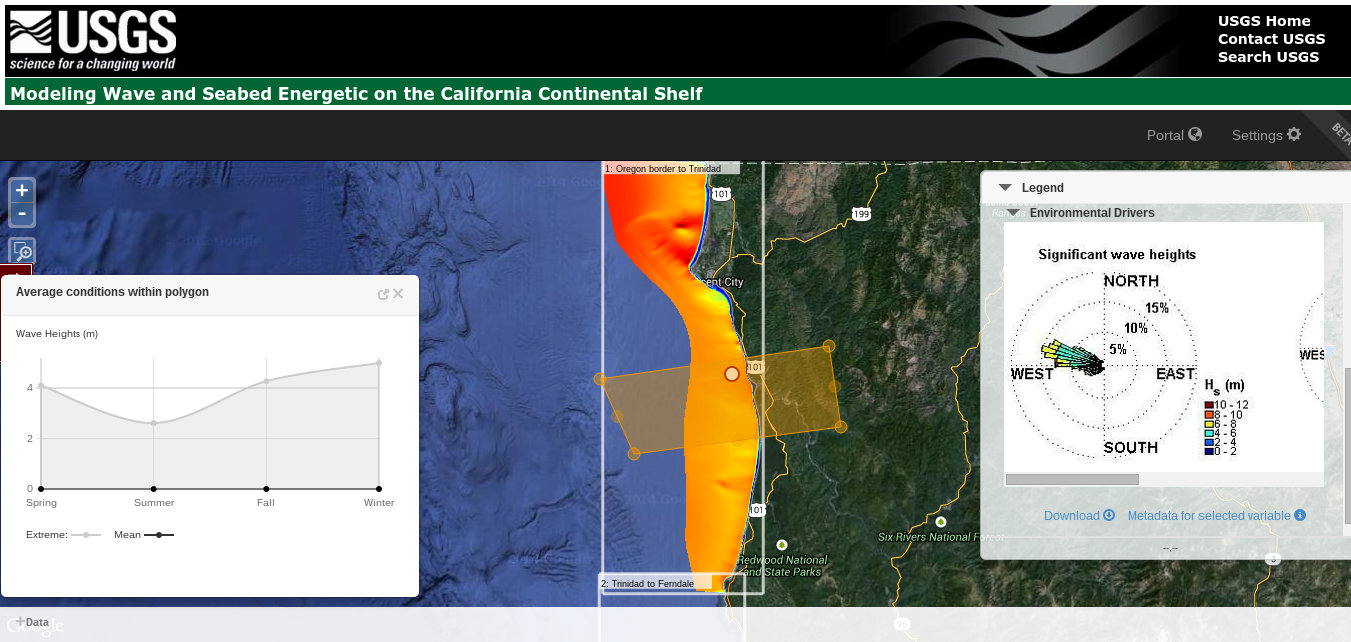 USGS
science for a changing world
USGS Home
Contact USGS
Search USGS
Modeling Wave and Seabed Energetic on the California Continental Shelf
Portal
Settings
BETA
+
-
1: Oregon border to Trinidad
101
199
cent City
101
101
Redwood National
and State Parks
Six Rivers National Forest
2: Trinidad to Ferndale
96
3
Average conditions within polygon
Wave Heights (m)
4
2
0
Spring Summer Fall Winter
Extreme: Mean
Legend
Environmental Drivers
Significant wave heights
NORTH
15%
10%
5%
WEST EAST
SOUTH
WES
Hs (m)
10 - 12
8 - 10
6 - 8
4 - 6
2 - 4
0 - 2
Download Metadata for selected variable
--,--
+Data
Google